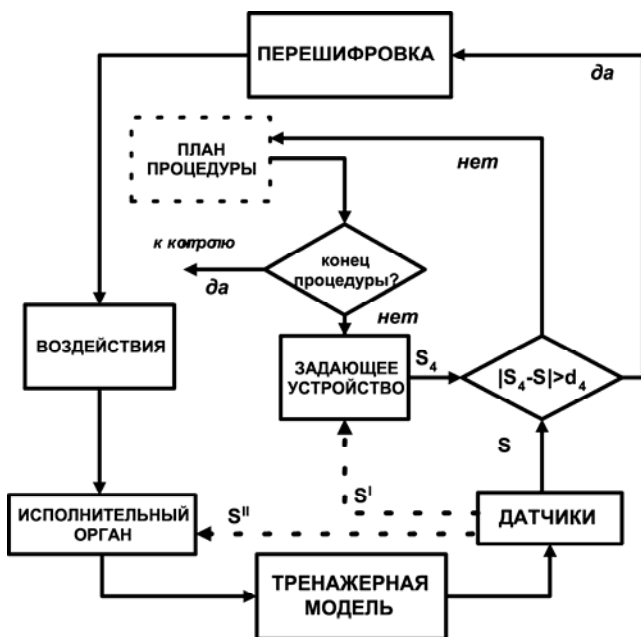 ПЕРЕШИФРОВКА
да
ПЛАН
ПРОЦЕДУРЫ
нет
к контролю
да
конец
процедуры?
нет
ВОЗДЕЙСТВИЯ
ЗАДАЮЩЕЕ
УСТРОЙСТВО
S₄
|S₄-S|>d₄
S
Sᴵ
ИСПОЛНИТЕЛЬНЫЙ
ОРГАН
Sᴵᴵ
ДАТЧИКИ
ТРЕНАЖЕРНАЯ
МОДЕЛЬ